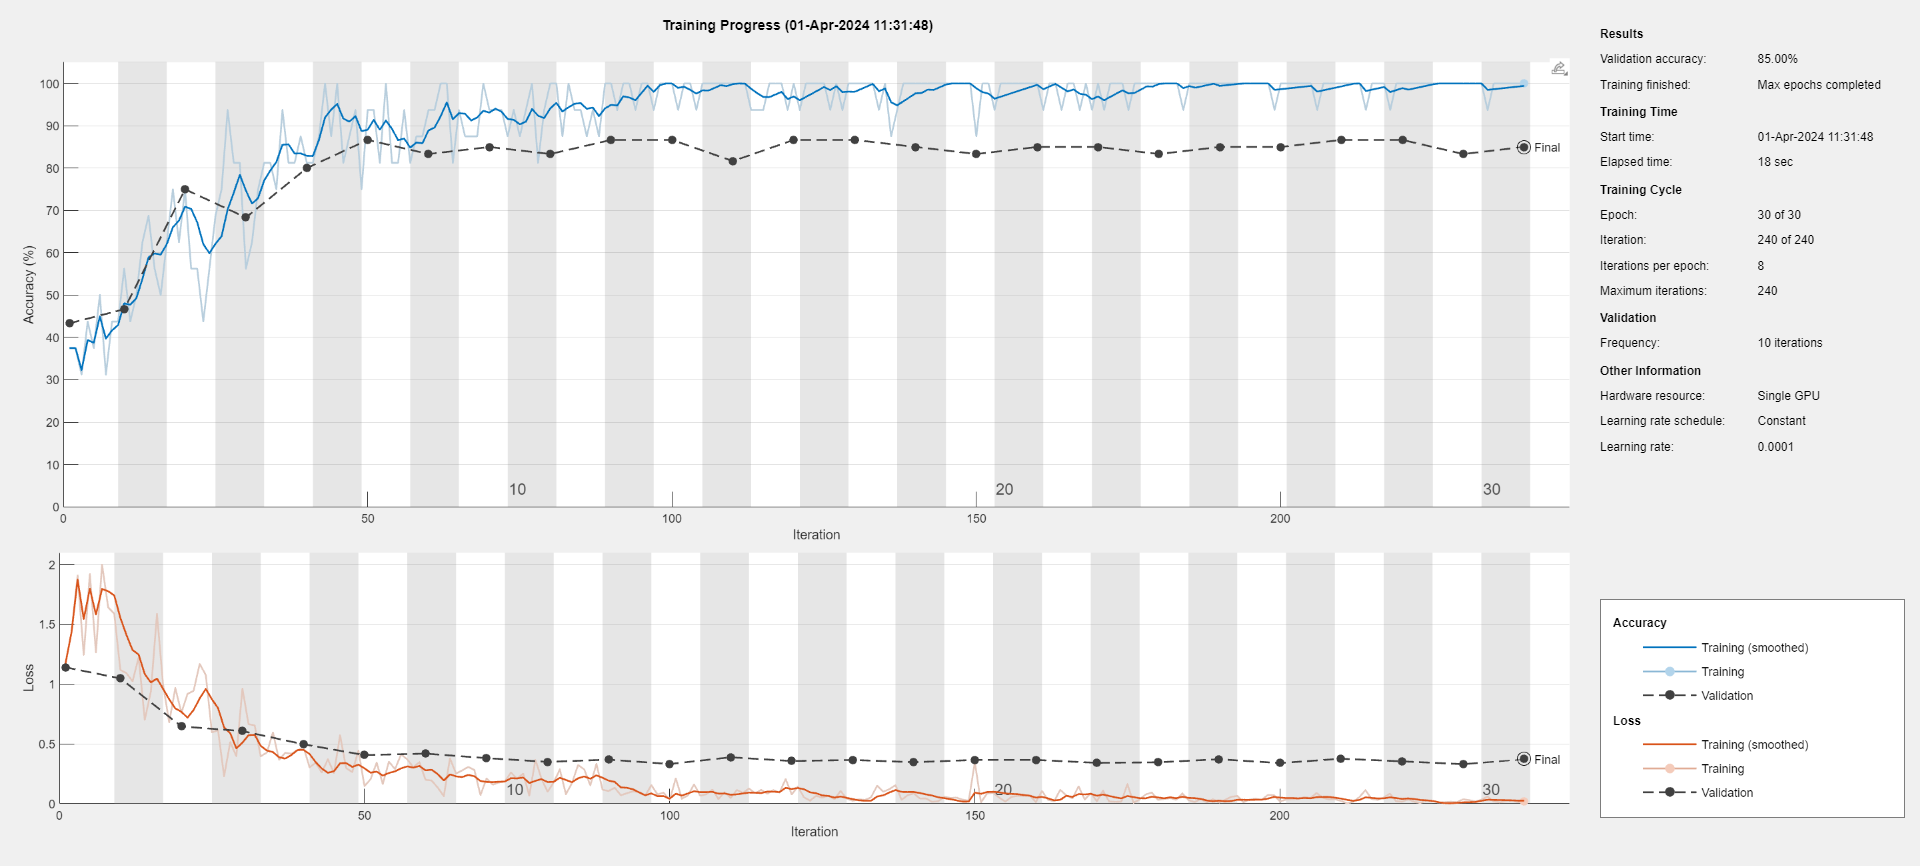 Training Progress (01-Apr-2024 11:31:48)
100
90
80
70
60
50
40
30
20
10
0
Accuracy (%)
Final
10
20
30
0
50
100
150
200
Iteration
2
1.5
1
0.5
0
Loss
Final
10
20
30
0
50
100
150
200
Iteration
Results
Validation accuracy: 85.00%
Training finished: Max epochs completed
Training Time
Start time: 01-Apr-2024 11:31:48
Elapsed time: 18 sec
Training Cycle
Epoch: 30 of 30
Iteration: 240 of 240
Iterations per epoch: 8
Maximum iterations: 240
Validation
Frequency: 10 iterations
Other Information
Hardware resource: Single GPU
Learning rate schedule: Constant
Learning rate: 0.0001
Accuracy
Training (smoothed)
Training
Validation
Loss
Training (smoothed)
Training
Validation